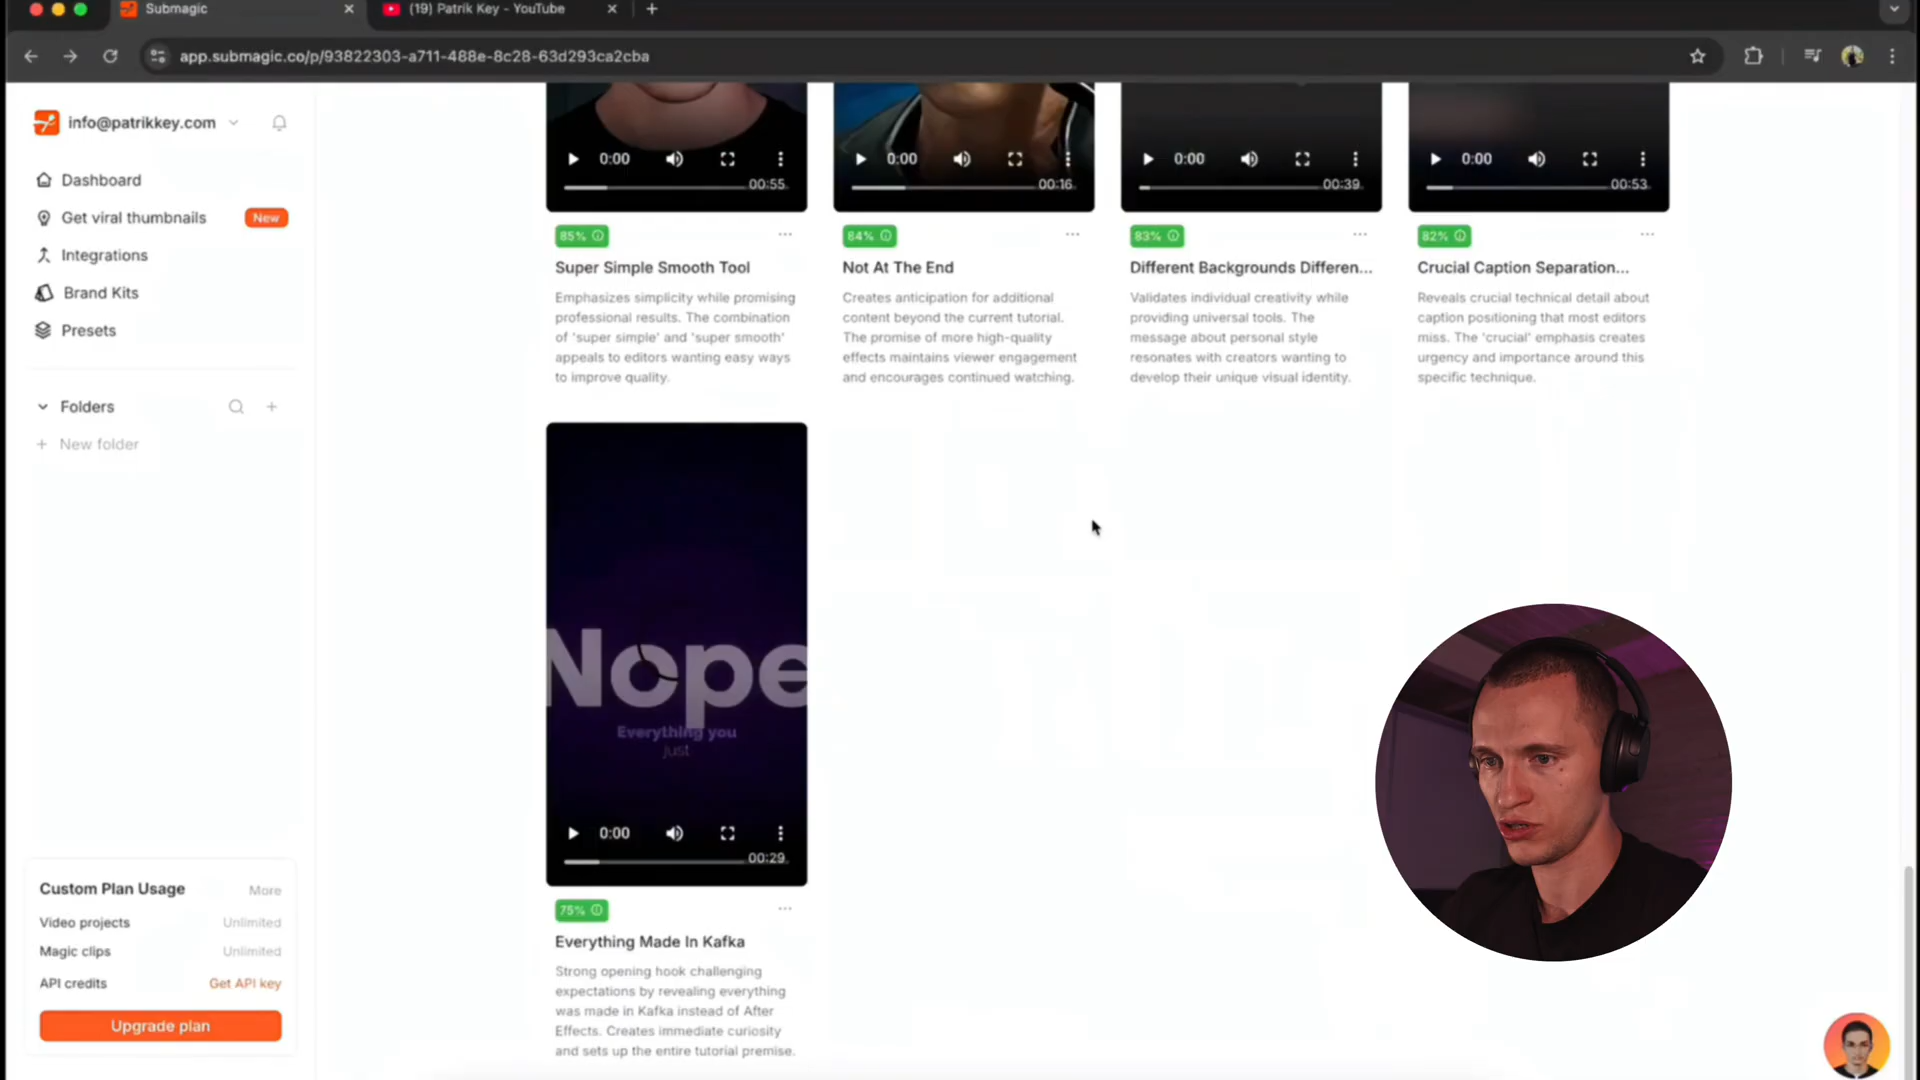 Submagic
(19) Patrik Key - YouTube
app.submagic.co/p/93822303-a711-488e-8c28-63d293ca2cba
info@patrikkey.com
Dashboard
Get viral thumbnails New
Integrations
Brand Kits
Presets
Folders
New folder
Custom Plan Usage More
Video projects Unlimited
Magic clips Unlimited
API credits Get API key
Upgrade plan
0:00
00:55
85%
Super Simple Smooth Tool
Emphasizes simplicity while promising
professional results. The combination
of 'super simple' and 'super smooth'
appeals to editors wanting easy ways
to improve quality.
0:00
00:16
84%
Not At The End
Creates anticipation for additional
content beyond the current tutorial.
The promise of more high-quality
effects maintains viewer engagement
and encourages continued watching.
0:00
00:39
83%
Different Backgrounds Differen...
Validates individual creativity while
providing universal tools. The
message about personal style
resonates with creators wanting to
develop their unique visual identity.
0:00
00:53
82%
Crucial Caption Separation...
Reveals crucial technical detail about
caption positioning that most editors
miss. The 'crucial' emphasis creates
urgency and importance around this
specific technique.
Nope
Everything you
just
0:00
00:29
75%
Everything Made In Kafka
Strong opening hook challenging
expectations by revealing everything
was made in Kafka instead of After
Effects. Creates immediate curiosity
and sets up the entire tutorial premise.